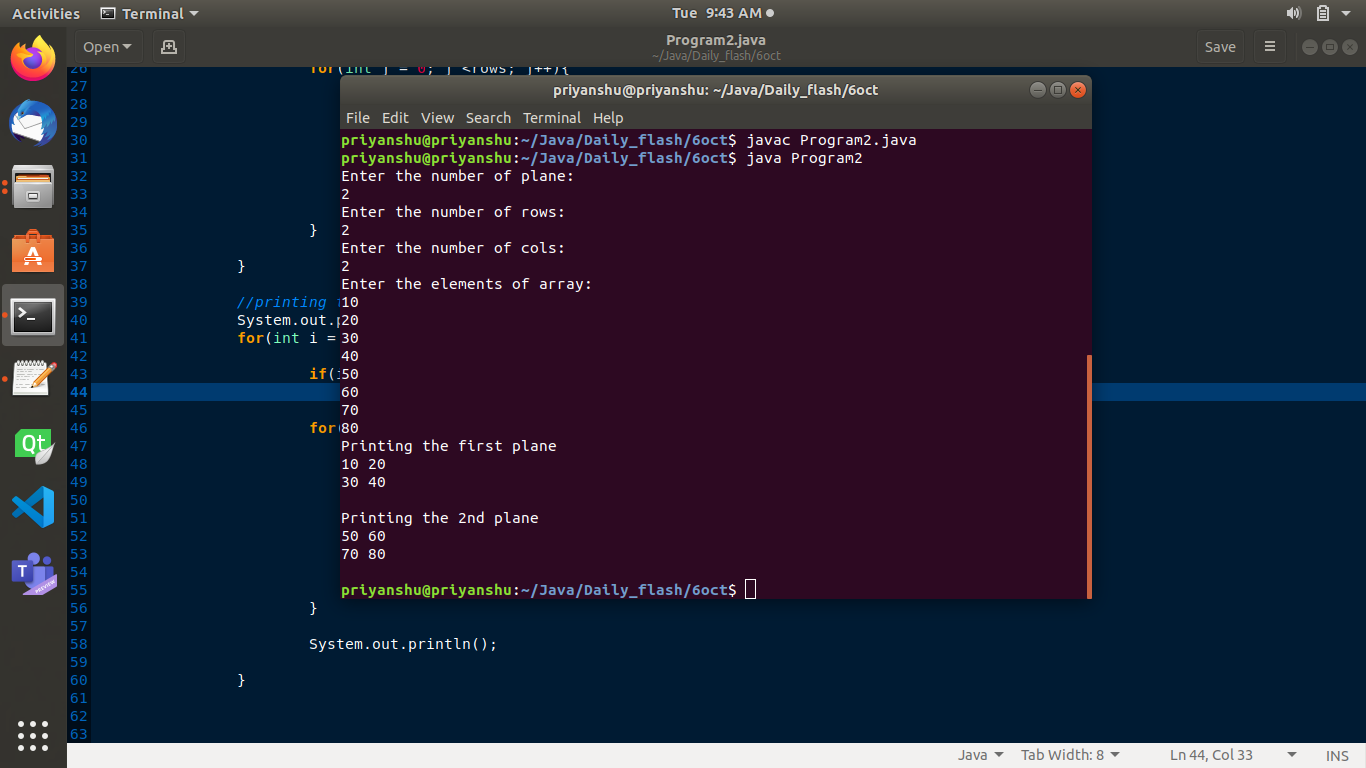 Activities Terminal Tue 9:43 AM
Open Program2.java Save
~/Java/Daily_flash/6oct
26 for(int j = 0; j <rows; j++){
27
28
29
30
31
32
33
34
35 }
36
37 }
38
39 //printing
40 System.out.p
41 for(int i =
42
43 if(
44
45
46 for
47
48
49
50
51
52
53
54
55
56 }
57
58 System.out.println();
59
60 }
61
62
63
priyanshu@priyanshu: ~/Java/Daily_flash/6oct
File Edit View Search Terminal Help
priyanshu@priyanshu:~/Java/Daily_flash/6oct$ javac Program2.java
priyanshu@priyanshu:~/Java/Daily_flash/6oct$ java Program2
Enter the number of plane:
2
Enter the number of rows:
2
Enter the number of cols:
2
Enter the elements of array:
10
20
30
40
50
60
70
80
Printing the first plane
10 20
30 40
Printing the 2nd plane
50 60
70 80
priyanshu@priyanshu:~/Java/Daily_flash/6oct$
A
Qt
T
PREVIEW
Java Tab Width: 8 Ln 44, Col 33 INS